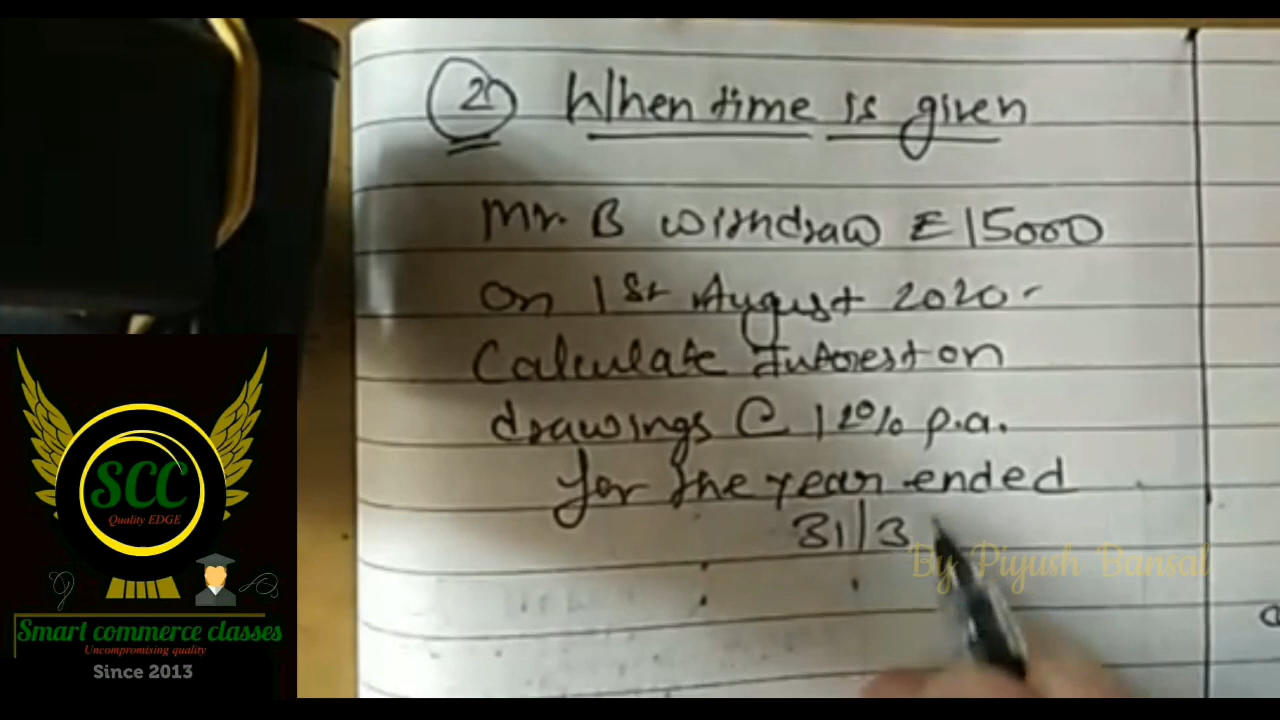 2 When time is given
Mr. B withdraw ₹15000
on 1st August 2020.
Calculate Interest on
drawings @ 12% p.a.
for the year ended
31/3
By Piyush Bansal
SCC
Quality EDGE
Smart commerce classes
Uncompromising quality
Since 2013